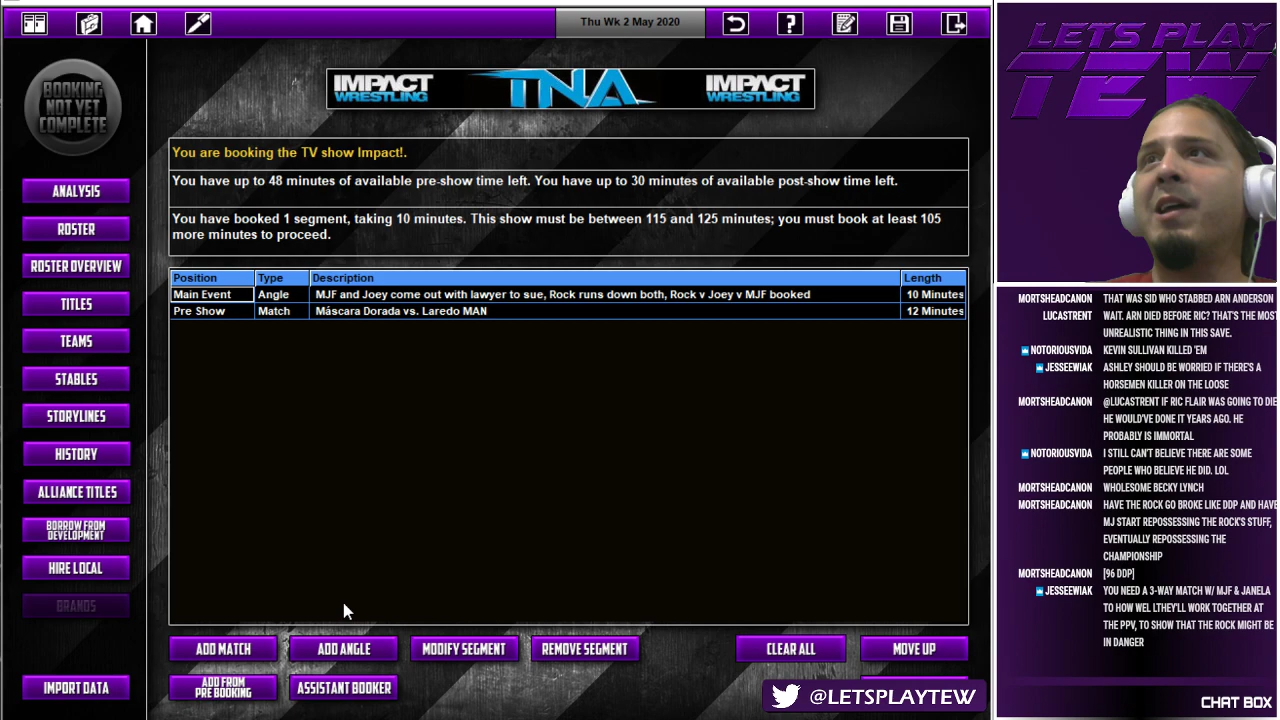 Thu Wk 2 May 2020
LETS PLAY
TEW
BOOKING
NOT YET
COMPLETE
IMPACT
WRESTLING
TNA
IMPACT
WRESTLING
You are booking the TV show Impact!.
You have up to 48 minutes of available pre-show time left. You have up to 30 minutes of available post-show time left.
You have booked 1 segment, taking 10 minutes. This show must be between 115 and 125 minutes; you must book at least 105
more minutes to proceed.
ANALYSIS
ROSTER
ROSTER OVERVIEW
TITLES
TEAMS
STABLES
STORYLINES
HISTORY
ALLIANCE TITLES
BORROW FROM
DEVELOPMENT
HIRE LOCAL
BRANDS
IMPORT DATA
Position Type Description Length
Main Event Angle MJF and Joey come out with lawyer to sue, Rock runs down both, Rock v Joey v MJF booked 10 Minutes
Pre Show Match Máscara Dorada vs. Laredo MAN 12 Minutes
ADD MATCH ADD ANGLE MODIFY SEGMENT REMOVE SEGMENT CLEAR ALL MOVE UP
ADD FROM
PRE BOOKING
ASSISTANT BOOKER
@LETSPLAYTEW
MORTSHEADCANON THAT WAS SID WHO STABBED ARN ANDERSON
LUCASTRENT WAIT. ARN DIED BEFORE RIC? THAT'S THE MOST
UNREALISTIC THING IN THIS SAVE.
NOTORIOUSVIDA KEVIN SULLIVAN KILLED 'EM
JESSEEWIAK ASHLEY SHOULD BE WORRIED IF THERE'S A
HORSEMEN KILLER ON THE LOOSE
MORTSHEADCANON @LUCASTRENT IF RIC FLAIR WAS GOING TO DIE
HE WOULD'VE DONE IT YEARS AGO. HE
PROBABLY IS IMMORTAL
NOTORIOUSVIDA I STILL CAN'T BELIEVE THERE ARE SOME
PEOPLE WHO BELIEVE HE DID. LOL
MORTSHEADCANON WHOLESOME BECKY LYNCH
MORTSHEADCANON HAVE THE ROCK GO BROKE LIKE DDP AND HAVE
MJ START REPOSSESSING THE ROCK'S STUFF,
EVENTUALLY REPOSSESSING THE
CHAMPIONSHIP
MORTSHEADCANON [96 DDP]
JESSEEWIAK YOU NEED A 3-WAY MATCH W/ MJF & JANELA
TO HOW WEL LTHEY'LL WORK TOGETHER AT
THE PPV, TO SHOW THAT THE ROCK MIGHT BE
IN DANGER
CHAT BOX